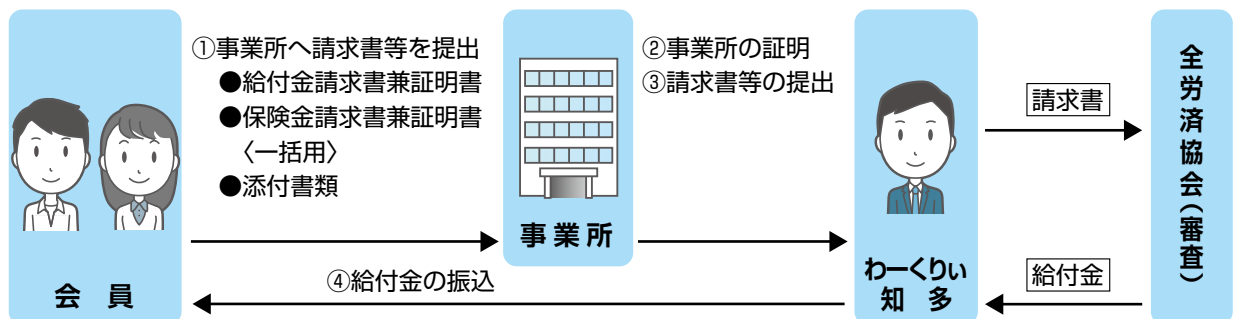 ①事業所へ請求書等を提出
●給付金請求書兼証明書
●保険金請求書兼証明書
〈一括用〉
●添付書類
会員
事業所
②事業所の証明
③請求書等の提出
わーくりぃ
知多
請求書
給付金
全労済協会(審査)
④給付金の振込